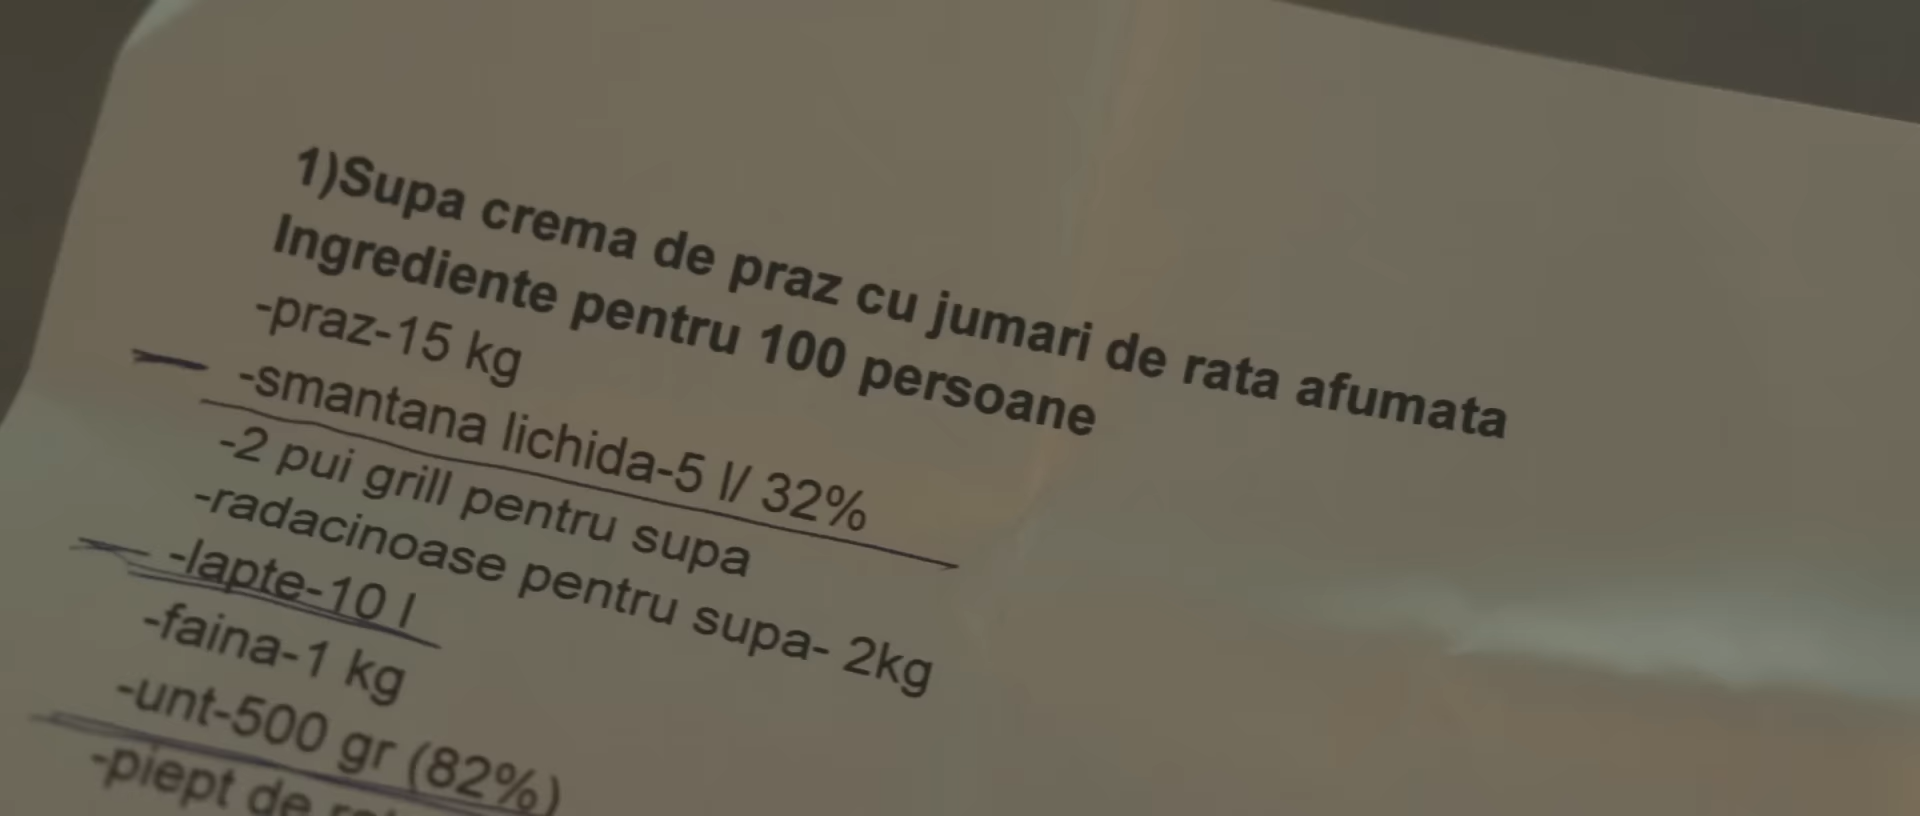 1)Supa crema de praz cu jumari de rata afumata
Ingrediente pentru 100 persoane
-praz-15 kg
-smantana lichida-5 l/ 32%
-2 pui grill pentru supa
-radacinoase pentru supa- 2kg
-lapte-10 l
-faina-1 kg
-unt-500 gr (82%)
-piept de